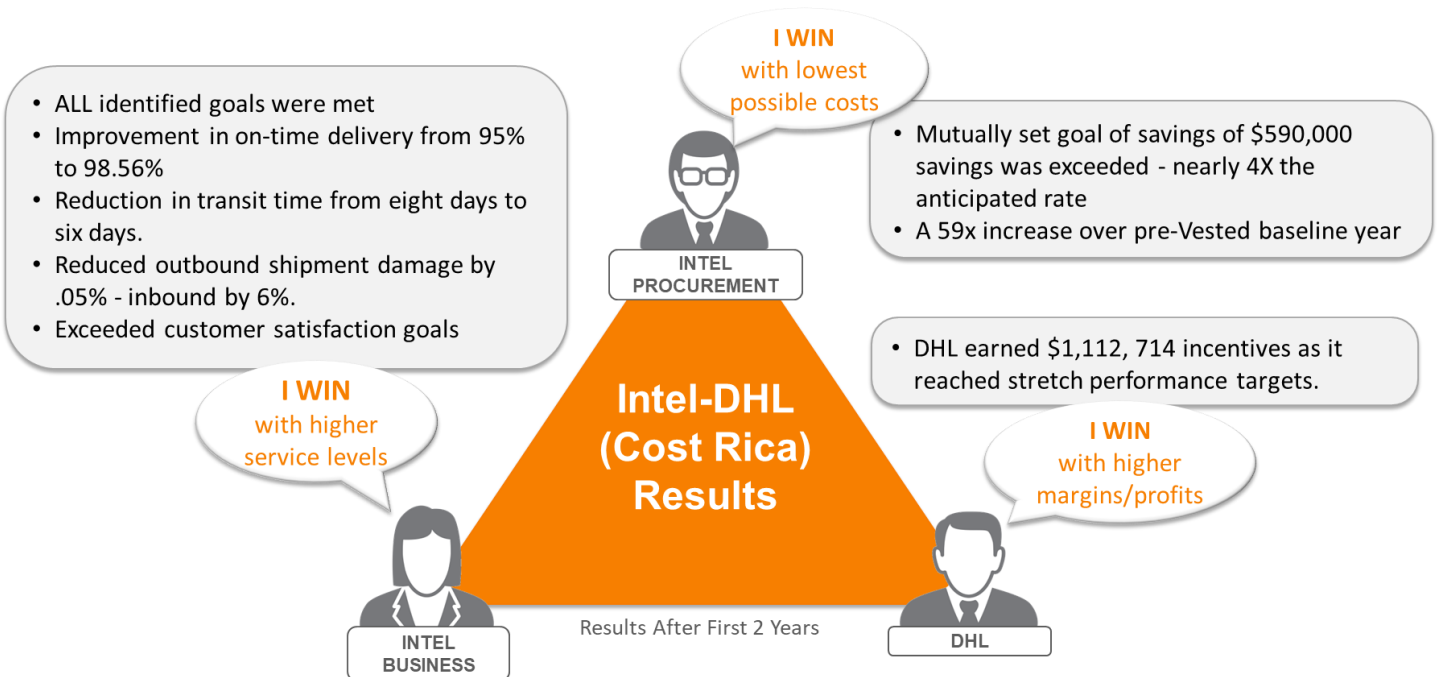 I WIN
with lowest
possible costs
• ALL identified goals were met
• Improvement in on-time delivery from 95%
to 98.56%
• Reduction in transit time from eight days to
six days.
• Reduced outbound shipment damage by
.05% - inbound by 6%.
• Exceeded customer satisfaction goals
• Mutually set goal of savings of $590,000
savings was exceeded - nearly 4X the
anticipated rate
• A 59x increase over pre-Vested baseline year
INTEL
PROCUREMENT
• DHL earned $1,112, 714 incentives as it
reached stretch performance targets.
I WIN
with higher
service levels
Intel-DHL
(Cost Rica)
Results
I WIN
with higher
margins/profits
INTEL
BUSINESS
Results After First 2 Years
DHL